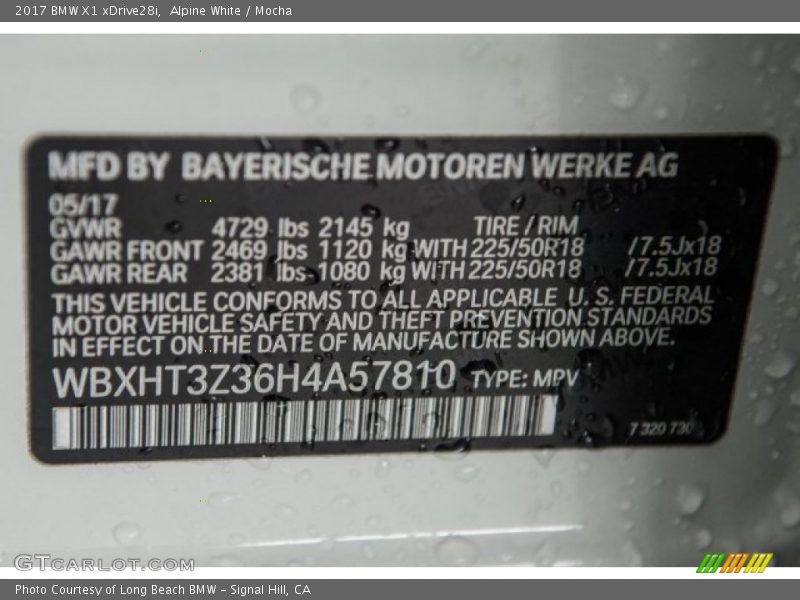 2017 BMW X1 xDrive28i, Alpine White / Mocha
MFD BY BAYERISCHE MOTOREN WERKE AG
05/17
GVWR 4729 lbs 2145 kg TIRE / RIM
GAWR FRONT 2469 lbs 1120 kg WITH 225/50R18 /7.5Jx18
GAWR REAR 2381 lbs 1080 kg WITH 225/50R18 /7.5Jx18
THIS VEHICLE CONFORMS TO ALL APPLICABLE U.S. FEDERAL
MOTOR VEHICLE SAFETY AND THEFT PREVENTION STANDARDS
IN EFFECT ON THE DATE OF MANUFACTURE SHOWN ABOVE.
WBXHT3Z36H4A57810 TYPE: MPV
7 320 730
GTCARLOT.COM
Photo Courtesy of Long Beach BMW - Signal Hill, CA